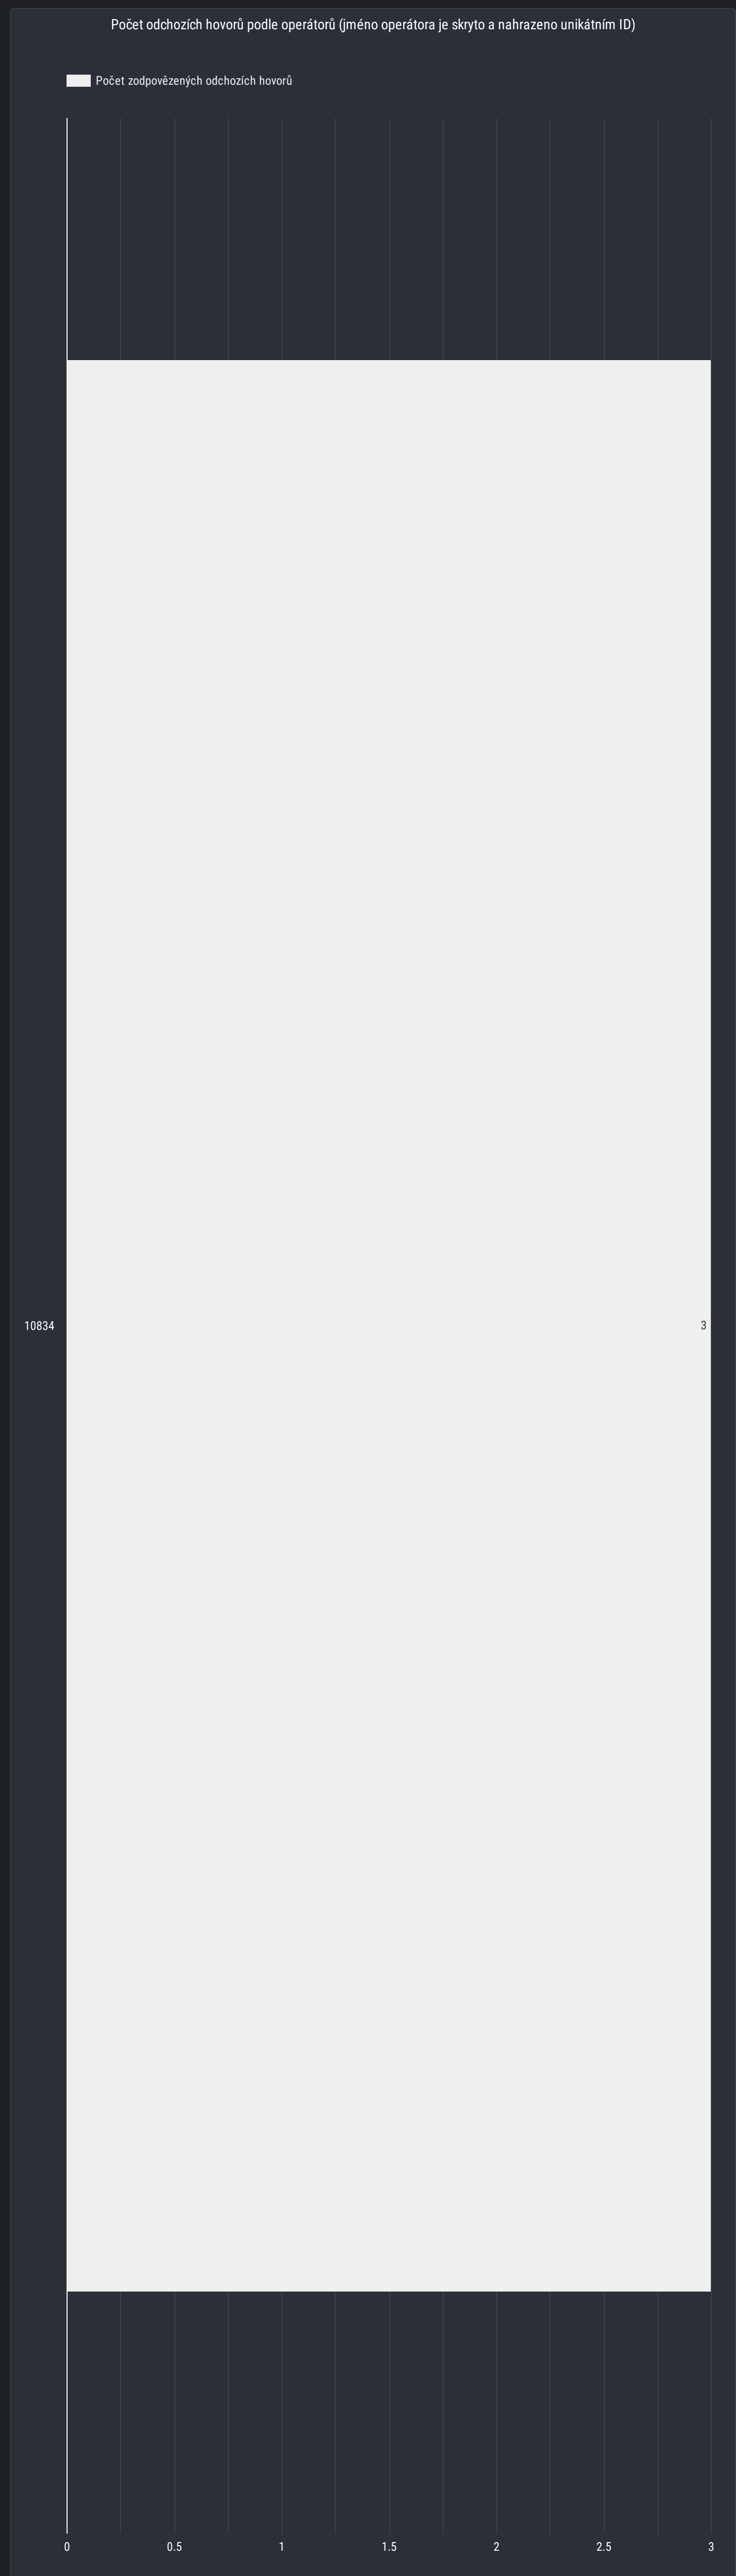 Počet odchozích hovorů podle operátorů (jméno operátora je skryto a nahrazeno unikátním ID)
Počet zodpovězených odchozích hovorů
10834
3
0 0.5 1 1.5 2 2.5 3